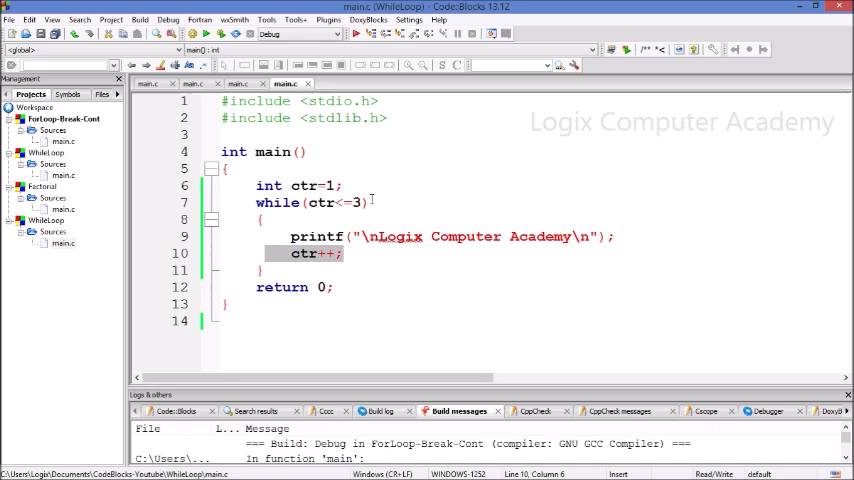 main.c (WhileLoop) - Code::Blocks 13.12
File Edit View Search Project Build Debug Fortran wxSmith Tools Tools+ Plugins DoxyBlocks Settings Help
Debug
<global> main() : int
Management
Projects Symbols Files
Workspace
ForLoop-Break-Cont
Sources
main.c
WhileLoop
Sources
main.c
Factorial
Sources
main.c
WhileLoop
Sources
main.c
main.c main.c main.c main.c
Logix Computer Academy
1 #include <stdio.h>
2 #include <stdlib.h>
3
4 int main()
5 {
6 int ctr=1;
7 while(ctr<=3)
8 {
9 printf("\nLogix Computer Academy\n");
10 ctr++;
11 }
12 return 0;
13 }
14
Logs & others
Code::Blocks Search results Cccc Build log Build messages CppCheck CppCheck messages Cscope Debugger DoxyB
File L... Message
=== Build: Debug in ForLoop-Break-Cont (compiler: GNU GCC Compiler) ===
C:\Users\Logix\Documents\CodeBlocks-Youtube\WhileLoop\main.c Windows (CR+LF) WINDOWS-1252 Line 10, Column 6 Insert Read/Write default